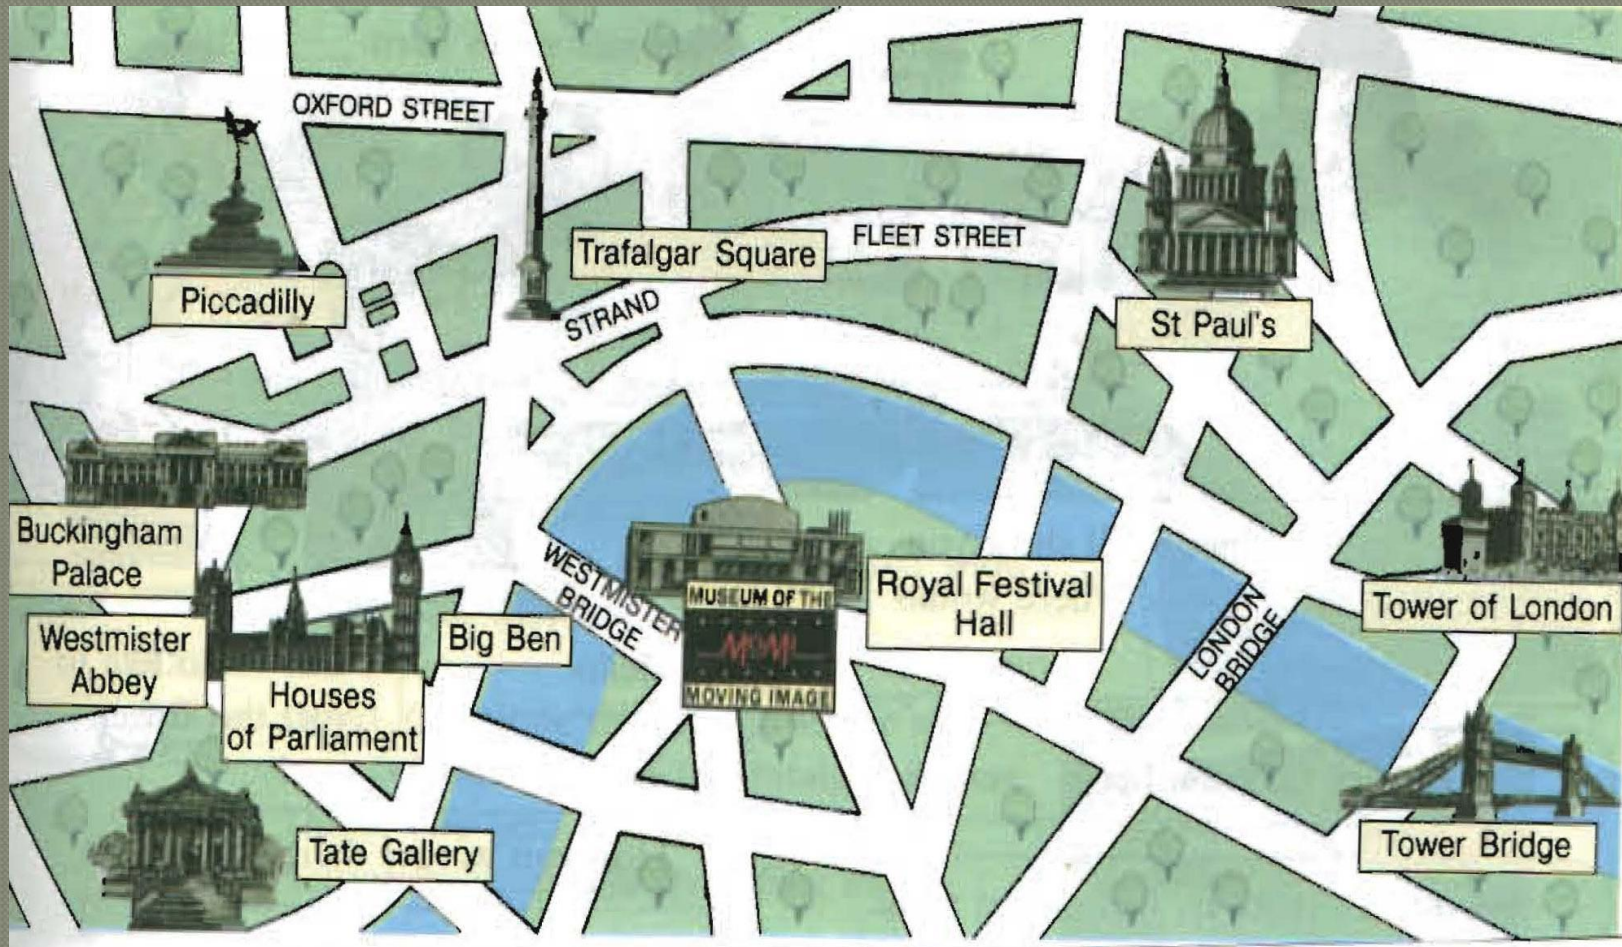 OXFORD STREET
Piccadilly
Trafalgar Square
FLEET STREET
STRAND
St Paul's
Buckingham
Palace
Westmister
Abbey
Houses
of Parliament
Big Ben
WESTMISTER
BRIDGE
MUSEUM OF THE
MOMI
MOVING IMAGE
Royal Festival
Hall
LONDON
BRIDGE
Tower of London
Tate Gallery
Tower Bridge